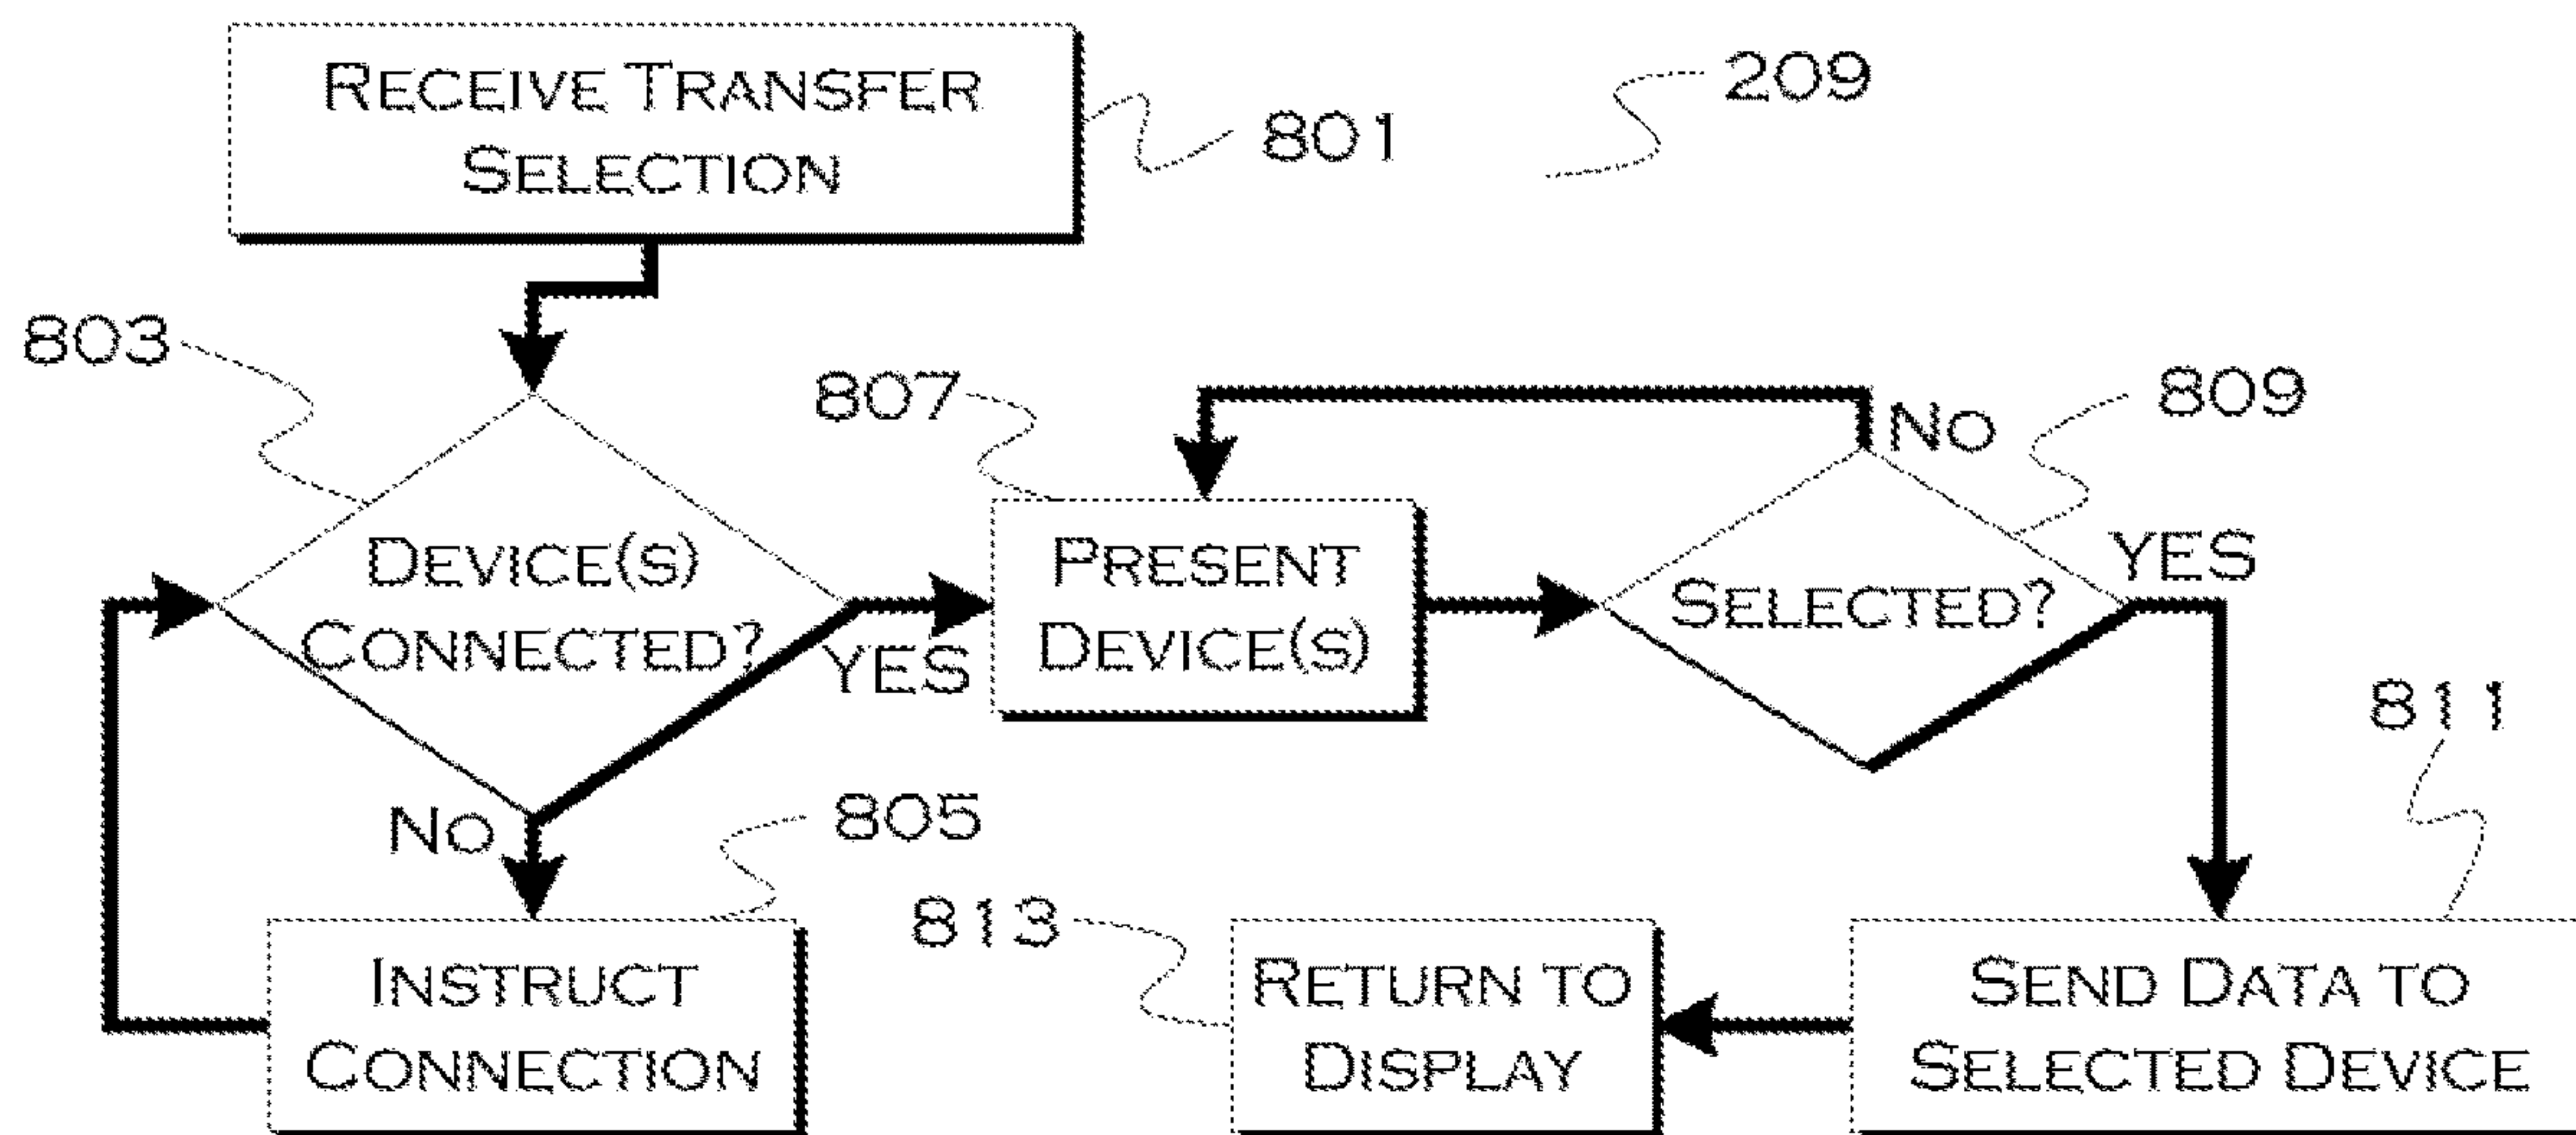 RECEIVE TRANSFER
SELECTION
801
209
803
DEVICE(S)
CONNECTED?
YES
NO
807
PRESENT
DEVICE(S)
809
NO
SELECTED?
YES
805
INSTRUCT
CONNECTION
811
SEND DATA TO
SELECTED DEVICE
813
RETURN TO
DISPLAY